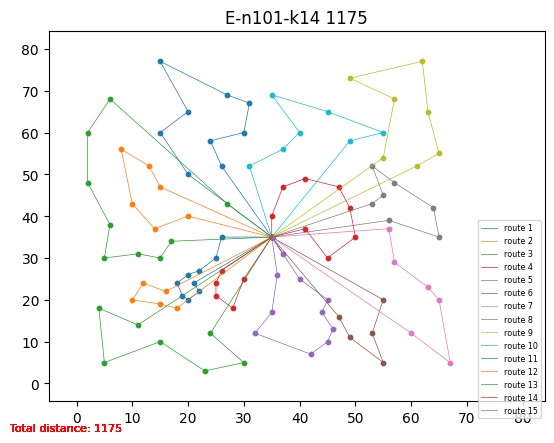 E-n101-k14 1175
80
70
60
50
40
30
20
10
0
0 10 20 30 40 50 60 70 80
route 1
route 2
route 3
route 4
route 5
route 6
route 7
route 8
route 9
route 10
route 11
route 12
route 13
route 14
route 15
Total distance: 1175